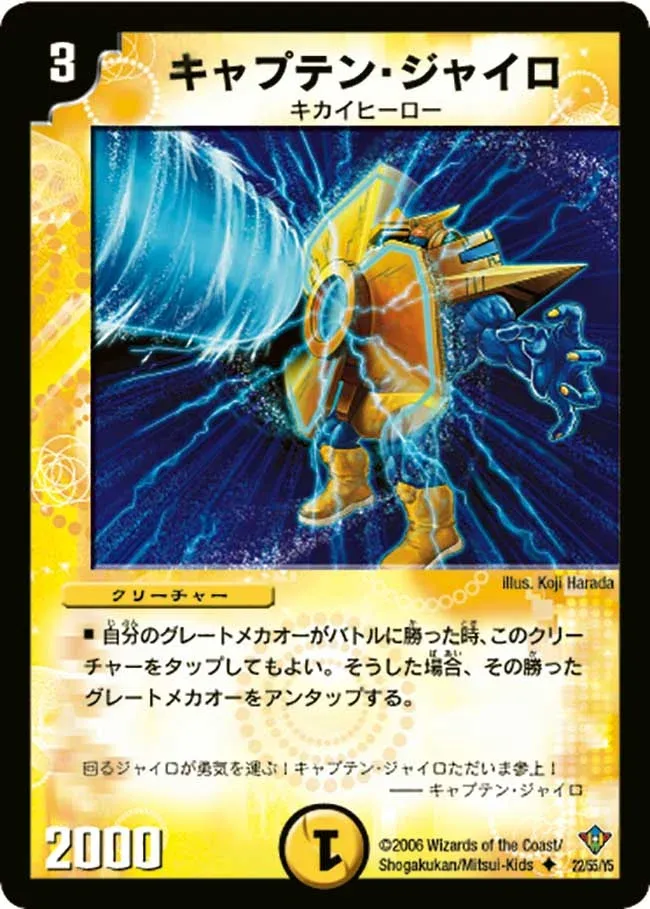 3
キャプテン・ジャイロ
キカイヒーロー
illus. Koji Harada
クリーチャー
■ 自分のグレートメカオーがバトルに勝った時、このクリー
チャーをタップしてもよい。そうした場合、その勝った
グレートメカオーをアンタップする。
回るジャイロが勇気を運ぶ!キャプテン・ジャイロただいま参上!
—— キャプテン・ジャイロ
2000
1
©2006 Wizards of the Coast/
Shogakukan/Mitsui-Kids
22/55/Y5